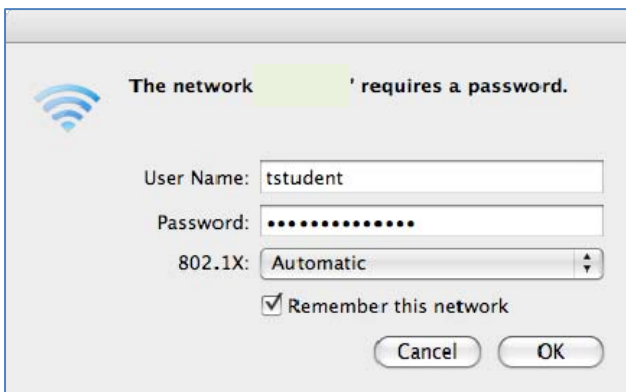 The network ' requires a password.
User Name: tstudent
Password: ••••••••••••••
802.1X: Automatic
Remember this network
Cancel OK